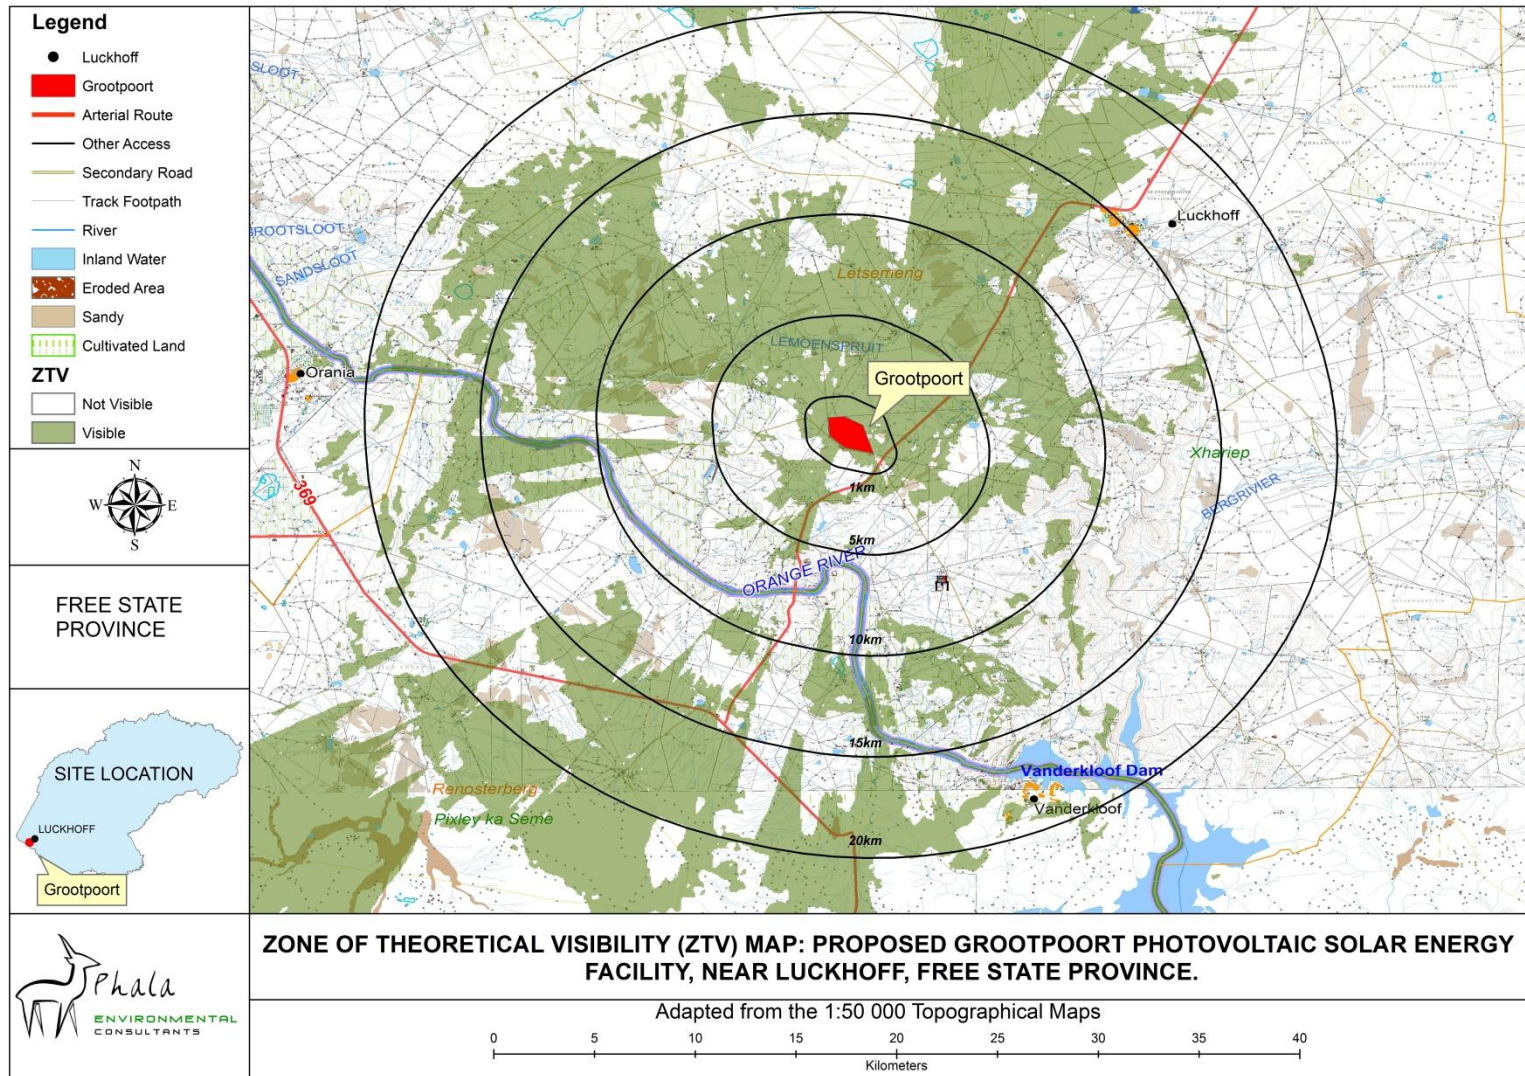 Legend
Luckhoff
Grootpoort
Arterial Route
Other Access
Secondary Road
Track Footpath
River
Inland Water
Eroded Area
Sandy
Cultivated Land
ZTV
Not Visible
Visible
N
W
E
S
FREE STATE
PROVINCE
SITE LOCATION
LUCKHOFF
Grootpoort
Phala
ENVIRONMENTAL
CONSULTANTS
SLOOT
BROOTSLOOT
SANDSLOOT
Orania
369
Luckhoff
Letsemeng
LEMOENSPRUIT
Grootpoort
Xhariep
BERGRIVIER
1km
5km
ORANGE RIVER
10km
15km
Vanderkloof Dam
Vanderkloof
Renosterberg
Pixley ka Seme
20km
ZONE OF THEORETICAL VISIBILITY (ZTV) MAP: PROPOSED GROOTPOORT PHOTOVOLTAIC SOLAR ENERGY
FACILITY, NEAR LUCKHOFF, FREE STATE PROVINCE.
Adapted from the 1:50 000 Topographical Maps
0 5 10 15 20 25 30 35 40
Kilometers